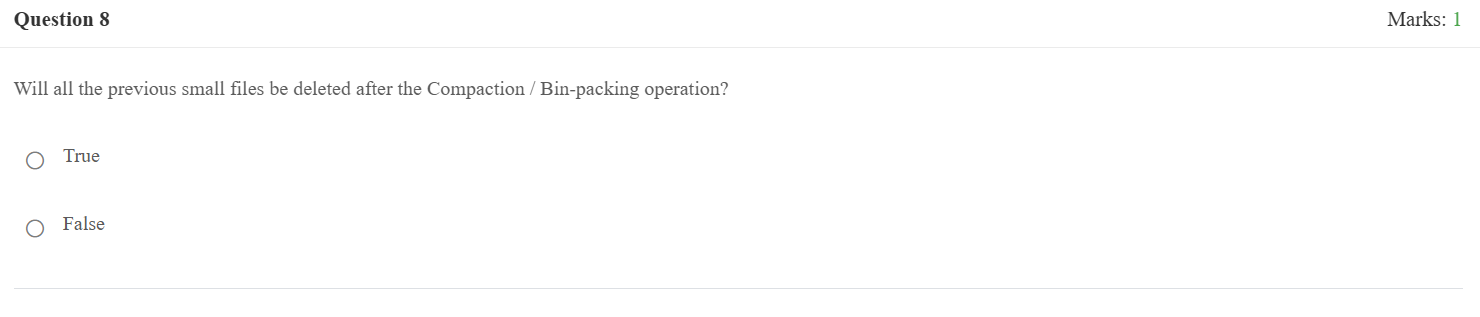 Question 8
Marks: 1
Will all the previous small files be deleted after the Compaction / Bin-packing operation?
True
False